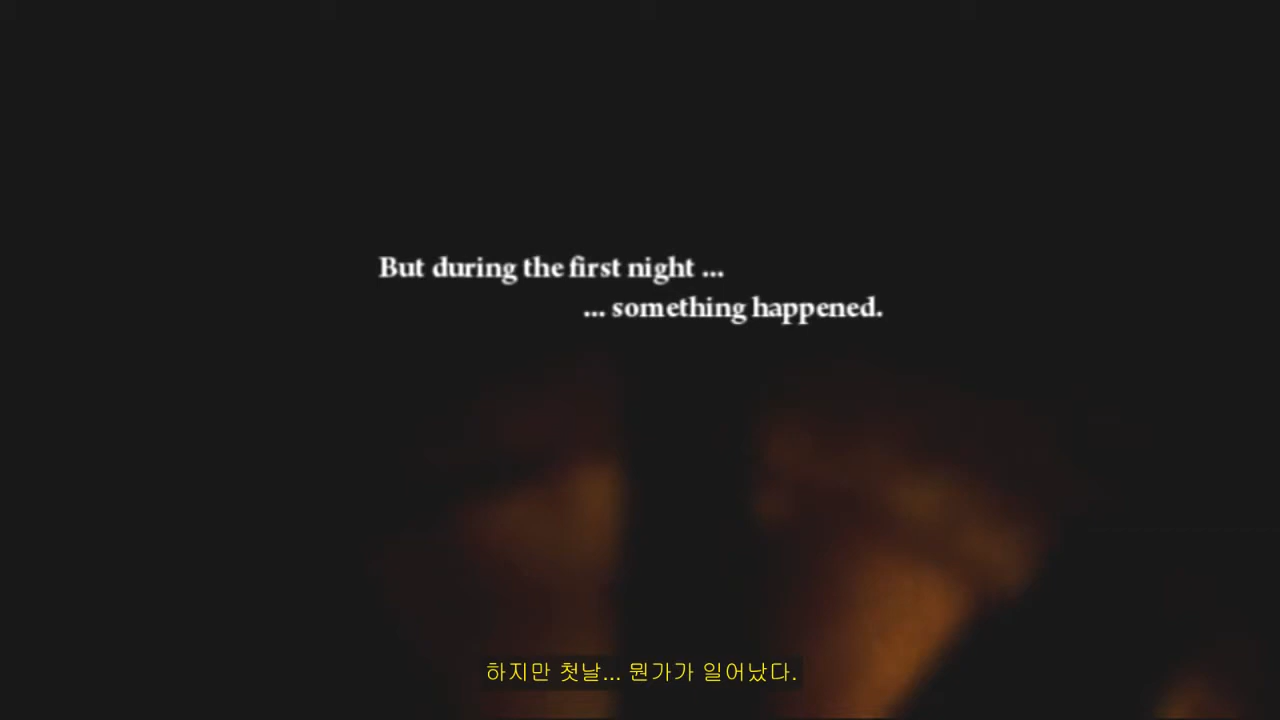 But during the first night ...
... something happened.
하지만 첫날... 뭔가가 일어났다.